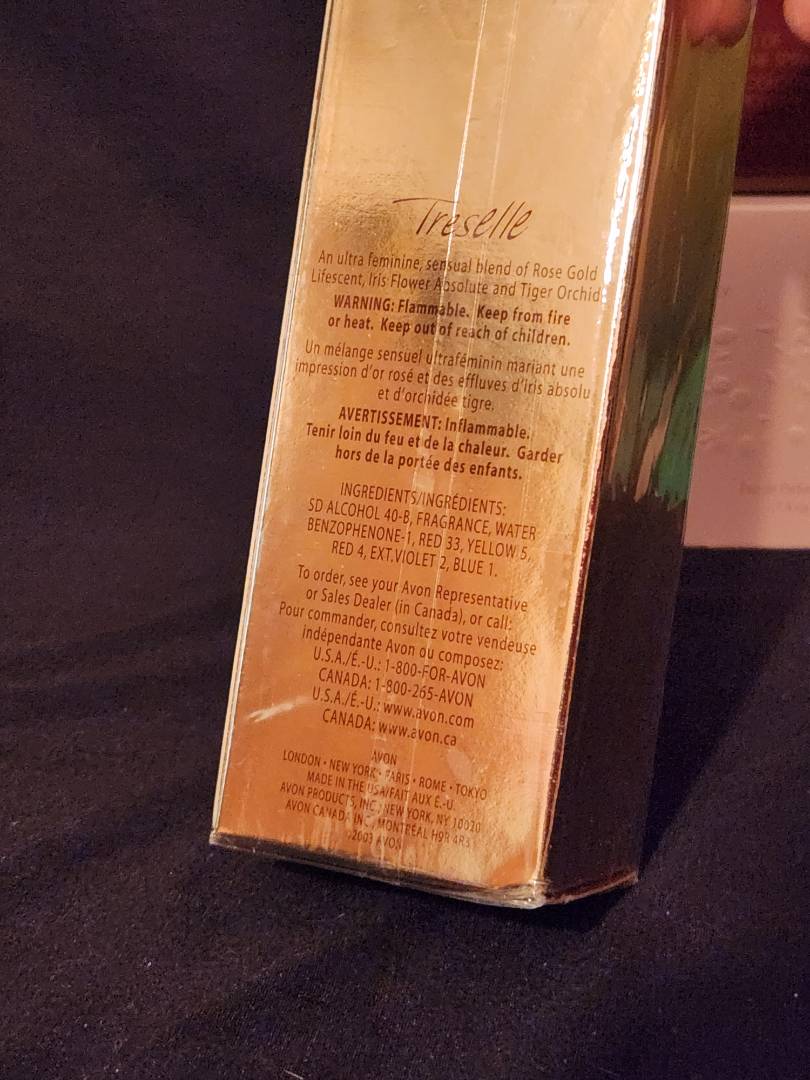 Treselle
An ultra feminine, sensual blend of Rose Gold
Lifescent, Iris Flower Absolute and Tiger Orchid
WARNING: Flammable. Keep from fire
or heat. Keep out of reach of children.
Un mélange sensuel ultraféminin mariant une
impression d'or rosé et des effluves d'iris absolu
et d'orchidée tigre.
AVERTISSEMENT: Inflammable.
Tenir loin du feu et de la chaleur. Garder
hors de la portée des enfants.
INGREDIENTS/INGRÉDIENTS:
SD ALCOHOL 40-B, FRAGRANCE, WATER
BENZOPHENONE-1, RED 33, YELLOW 5,
RED 4, EXT.VIOLET 2, BLUE 1.
To order, see your Avon Representative
or Sales Dealer (in Canada), or call:
Pour commander, consultez votre vendeuse
indépendante Avon ou composez:
U.S.A./É.-U.: 1-800-FOR-AVON
CANADA: 1-800-265-AVON
U.S.A./É.-U.: www.avon.com
CANADA: www.avon.ca
AVON
LONDON • NEW YORK • PARIS • ROME • TOKYO
MADE IN THE USA/FAIT AUX É.-U.
AVON PRODUCTS, INC., NEW YORK, NY 10020
AVON CANADA INC., MONTRÉAL H9R 4R3
2003 AVON